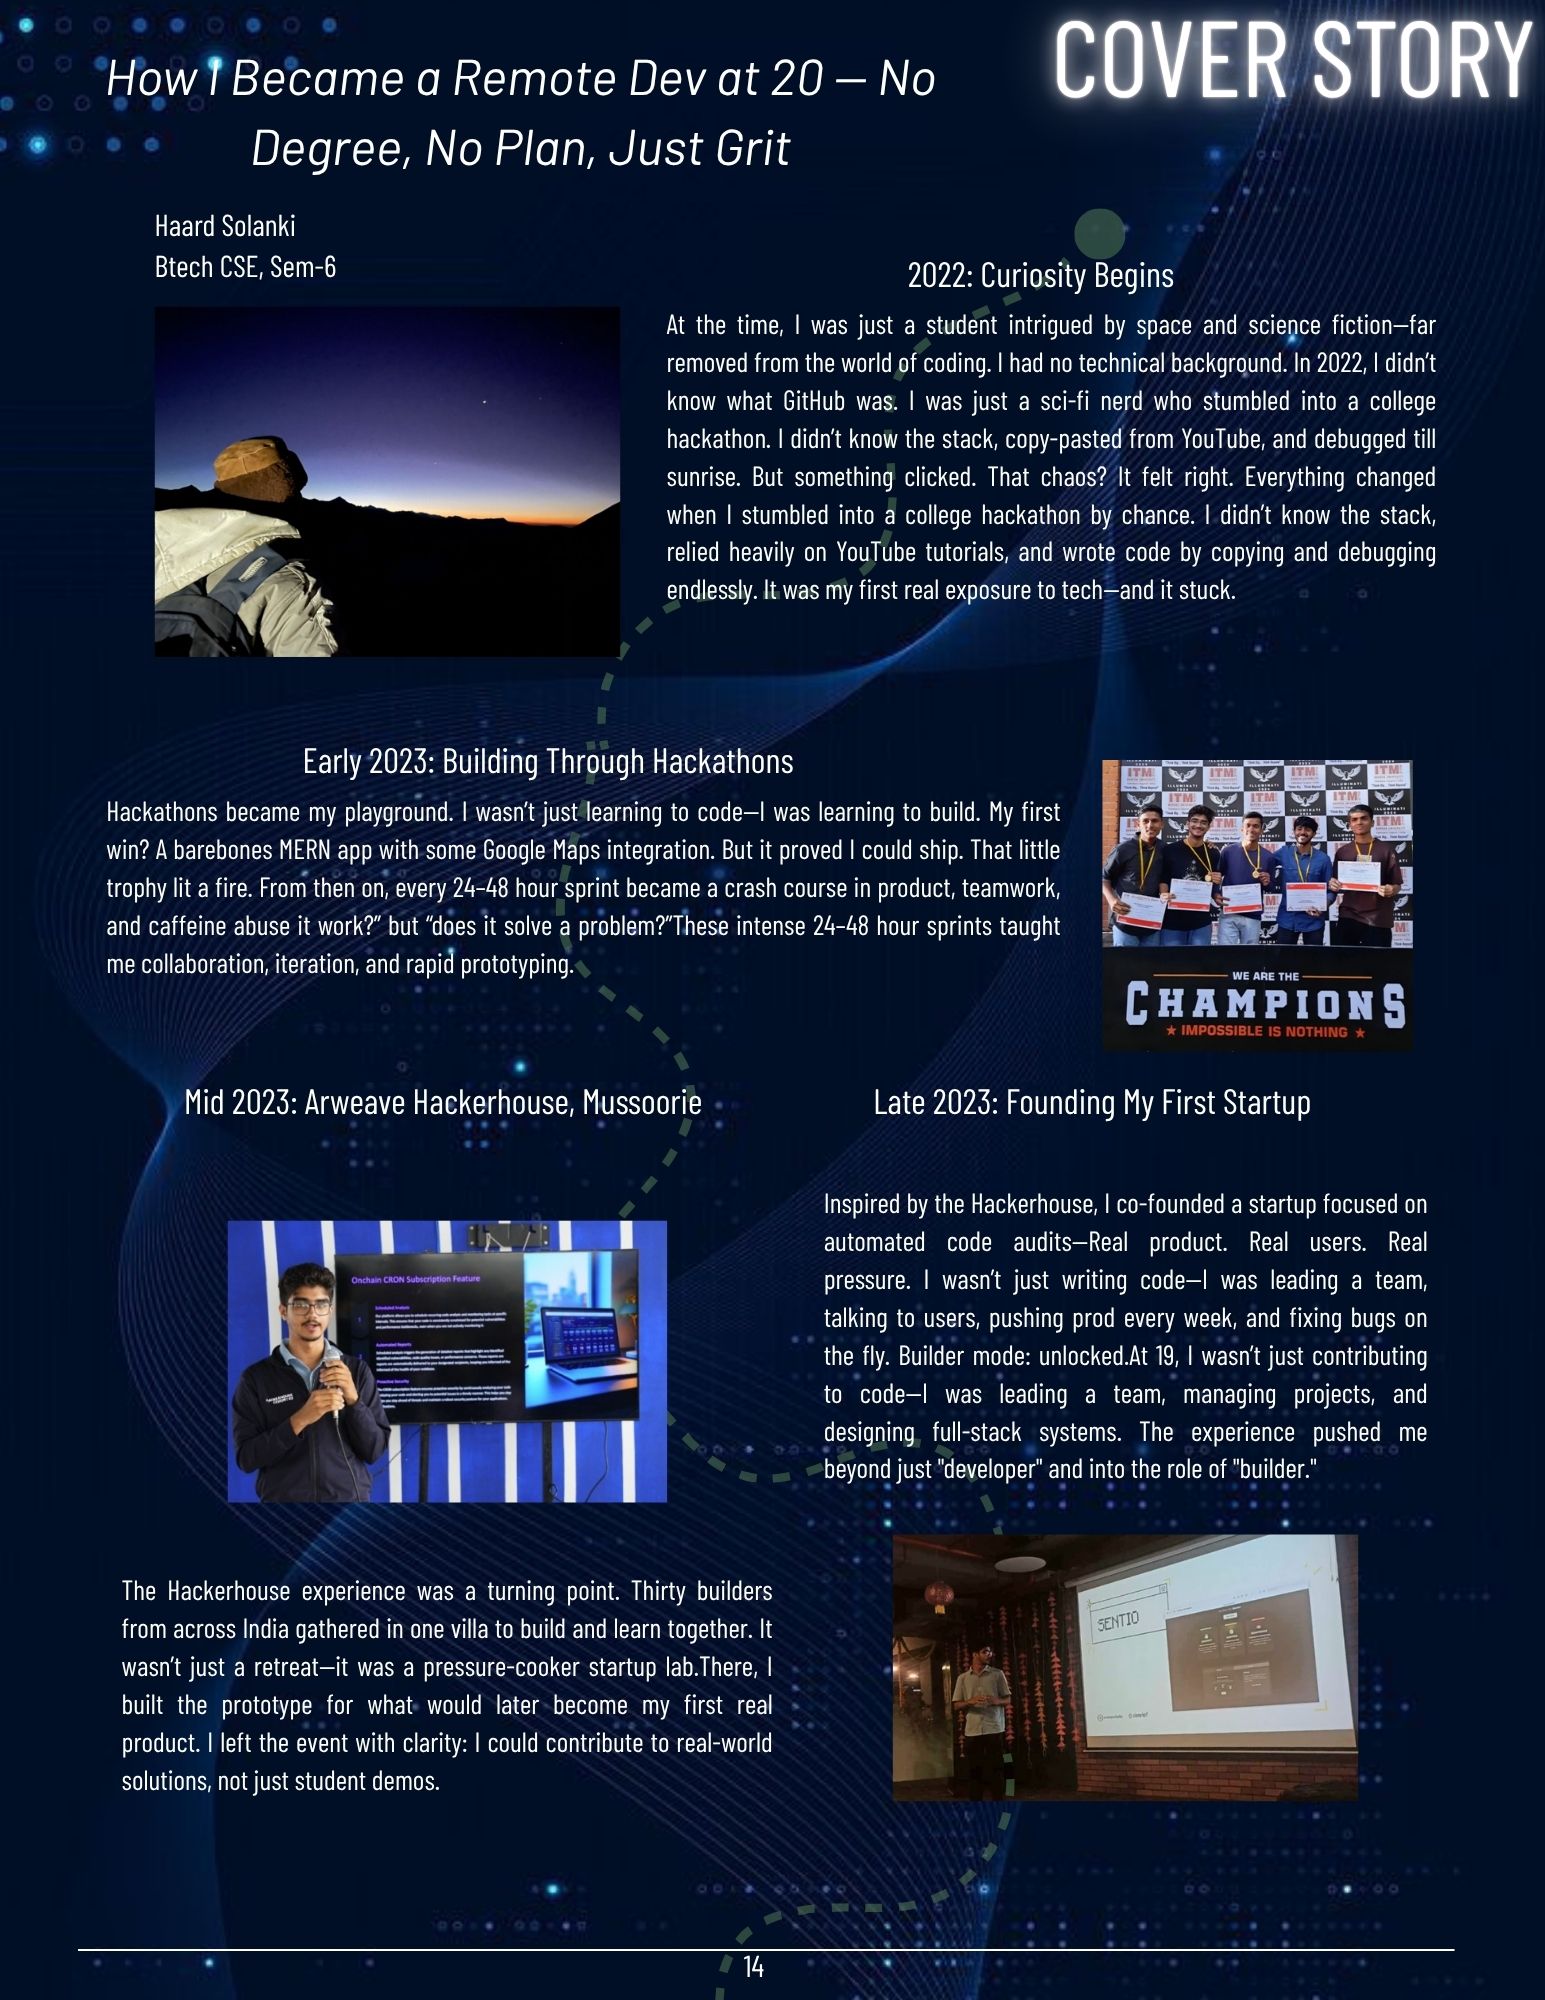 COVER STORY
How I Became a Remote Dev at 20 – No
Degree, No Plan, Just Grit
Haard Solanki
Btech CSE, Sem-6
2022: Curiosity Begins
At the time, I was just a student intrigued by space and science fiction—far
removed from the world of coding. I had no technical background. In 2022, I didn’t
know what GitHub was. I was just a sci-fi nerd who stumbled into a college
hackathon. I didn’t know the stack, copy-pasted from YouTube, and debugged till
sunrise. But something clicked. That chaos? It felt right. Everything changed
when I stumbled into a college hackathon by chance. I didn’t know the stack,
relied heavily on YouTube tutorials, and wrote code by copying and debugging
endlessly. It was my first real exposure to tech—and it stuck.
Early 2023: Building Through Hackathons
Hackathons became my playground. I wasn’t just learning to code—I was learning to build. My first
win? A barebones MERN app with some Google Maps integration. But it proved I could ship. That little
trophy lit a fire. From then on, every 24–48 hour sprint became a crash course in product, teamwork,
and caffeine abuse it work?” but “does it solve a problem?”These intense 24–48 hour sprints taught
me collaboration, iteration, and rapid prototyping.
ITM
ILLUMINATI
WE ARE THE
CHAMPIONS
★ IMPOSSIBLE IS NOTHING ★
Mid 2023: Arweave Hackerhouse, Mussoorie
Onchain CRON Subscription Feature
Scheduled Analysis
Automated Reports
Proactive Security
The Hackerhouse experience was a turning point. Thirty builders
from across India gathered in one villa to build and learn together. It
wasn’t just a retreat—it was a pressure-cooker startup lab.There, I
built the prototype for what would later become my first real
product. I left the event with clarity: I could contribute to real-world
solutions, not just student demos.
Late 2023: Founding My First Startup
Inspired by the Hackerhouse, I co-founded a startup focused on
automated code audits—Real product. Real users. Real
pressure. I wasn’t just writing code—I was leading a team,
talking to users, pushing prod every week, and fixing bugs on
the fly. Builder mode: unlocked.At 19, I wasn’t just contributing
to code—I was leading a team, managing projects, and
designing full-stack systems. The experience pushed me
beyond just "developer" and into the role of "builder."
SENTIO
14